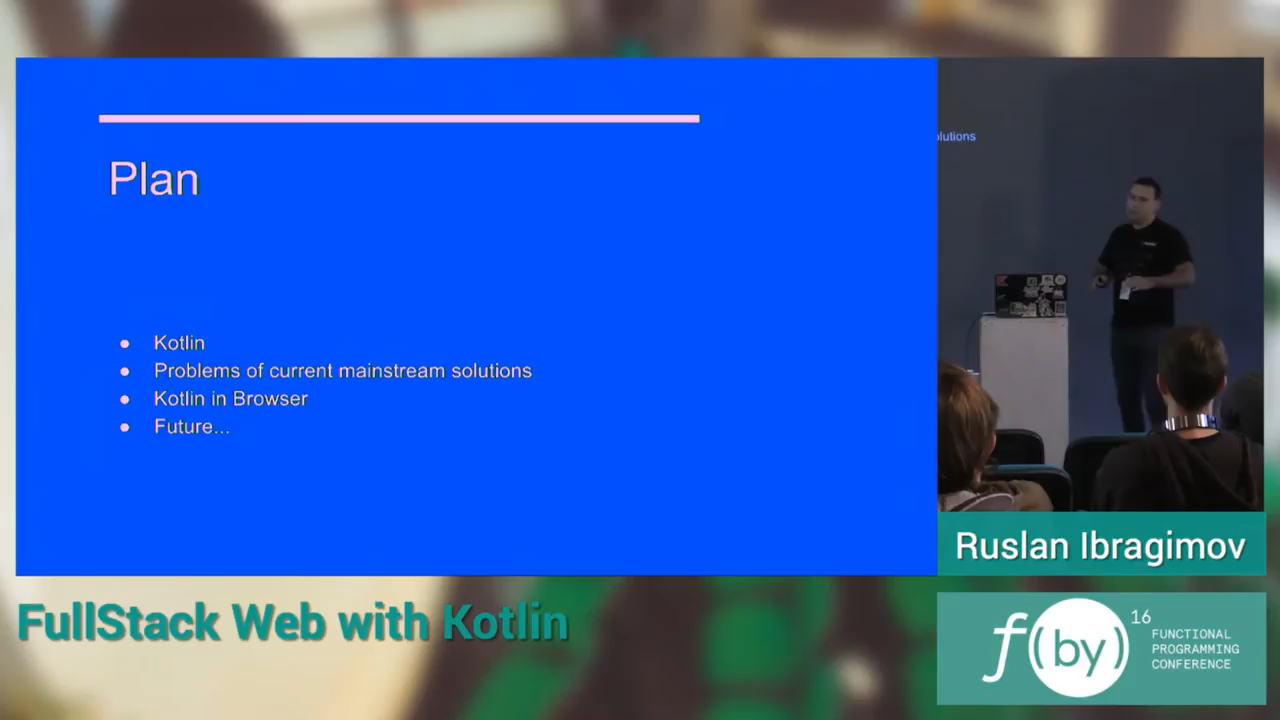 Plan
● Kotlin
● Problems of current mainstream solutions
● Kotlin in Browser
● Future...
olutions
Ruslan Ibragimov
FullStack Web with Kotlin
f(by) 16
FUNCTIONAL
PROGRAMMING
CONFERENCE